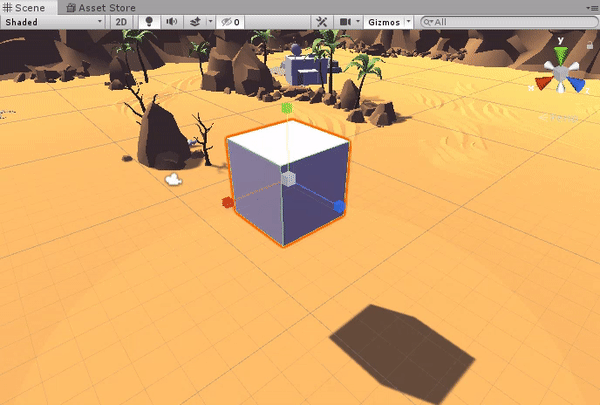 Scene
Asset Store
Shaded
2D
0
Gizmos
All
y